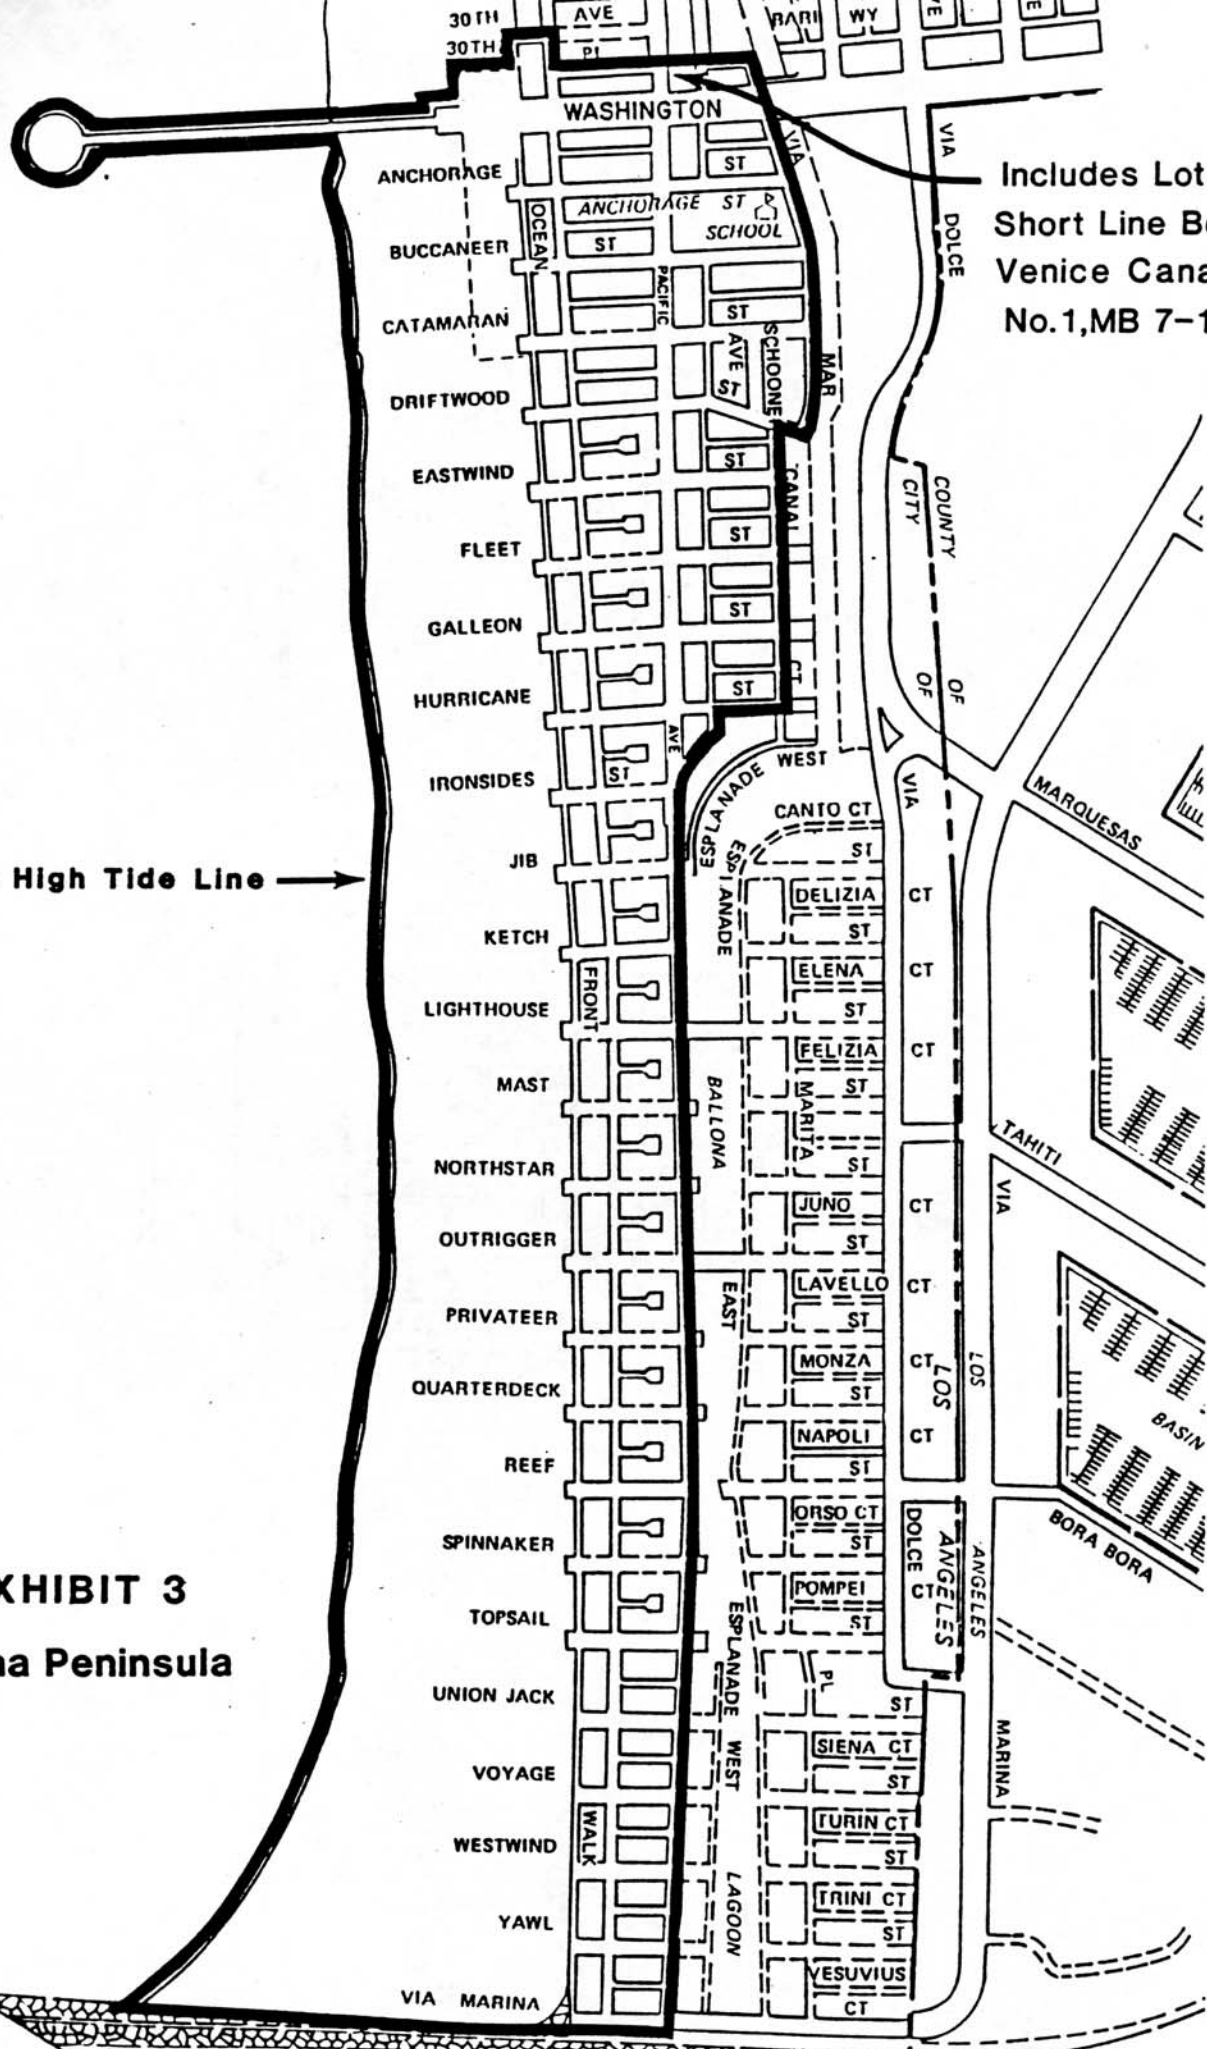 30TH AVE
30TH PL
WY
WASHINGTON
VIA
Includes Lot
Short Line B
Venice Cana
No.1,MB 7-1
VIA
DOLCE
ANCHORAGE
ST
ANCHORAGE ST
SCHOOL
OCEAN
BUCCANEER
ST
PACIFIC
CATAMARAN
ST
SCHOONE
AVE
ST
MAR
DRIFTWOOD
EASTWIND
ST
CANAL
COUNTY
CITY
FLEET
ST
GALLEON
ST
HURRICANE
ST
CT
OF
OF
AVE
IRONSIDES
ST
WEST
ESPLANADE
VIA
MARQUESAS
CANTO CT
JIB
ST
ESPLANADE
High Tide Line
DELIZIA CT
KETCH
ST
ELENA CT
FRONT
LIGHTHOUSE
ST
FELIZIA CT
MAST
ST
BALLONA
MARITA
TAHITI
NORTHSTAR
ST
VIA
JUNO CT
OUTRIGGER
ST
LAVELLO CT
EAST
PRIVATEER
ST
MONZA CT
LOS
LOS
QUARTERDECK
ST
NAPOLI CT
BASIN
REEF
ST
ORSO CT
DOLCE
BORA BORA
SPINNAKER
ST
ANGELES
ANGELES
XHIBIT 3
POMPEI CT
TOPSAIL
ST
na Peninsula
ESPLANADE
PL
UNION JACK
ST
WEST
SIENA CT
MARINA
VOYAGE
ST
WALK
TURIN CT
WESTWIND
ST
LAGOON
TRINI CT
YAWL
ST
VESUVIUS
VIA MARINA
CT